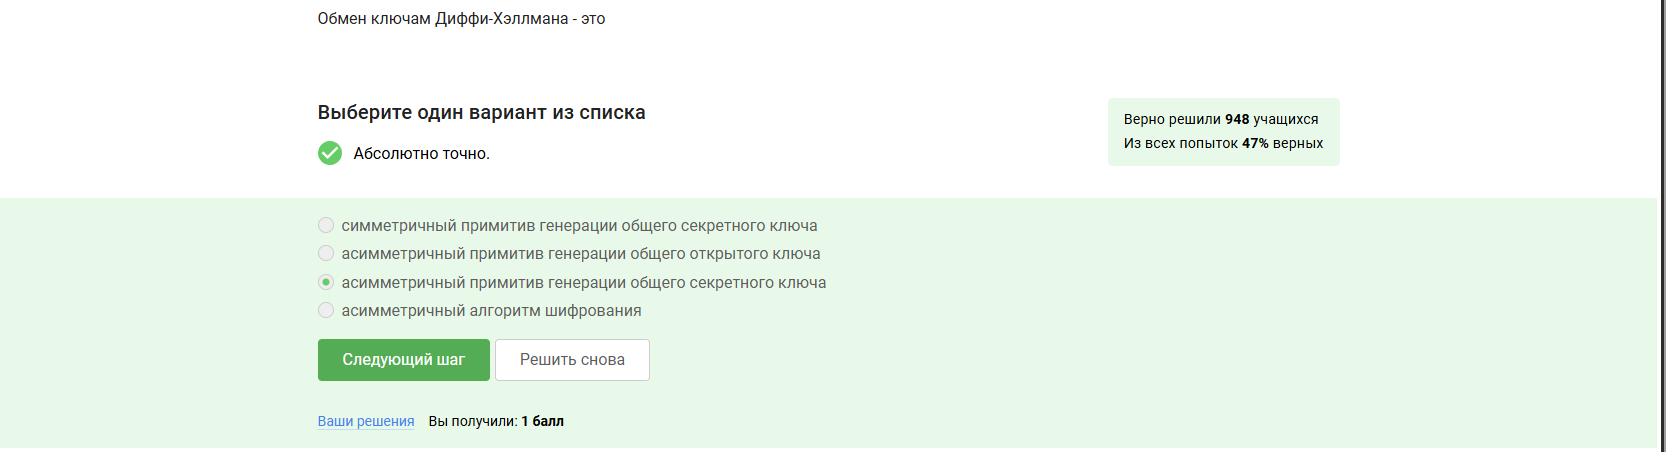 Обмен ключам Диффи-Хэллмана - это
Выберите один вариант из списка
Верно решили 948 учащихся
Из всех попыток 47% верных
Абсолютно точно.
симметричный примитив генерации общего секретного ключа
асимметричный примитив генерации общего открытого ключа
асимметричный примитив генерации общего секретного ключа
асимметричный алгоритм шифрования
Следующий шаг Решить снова
Ваши решения Вы получили: 1 балл